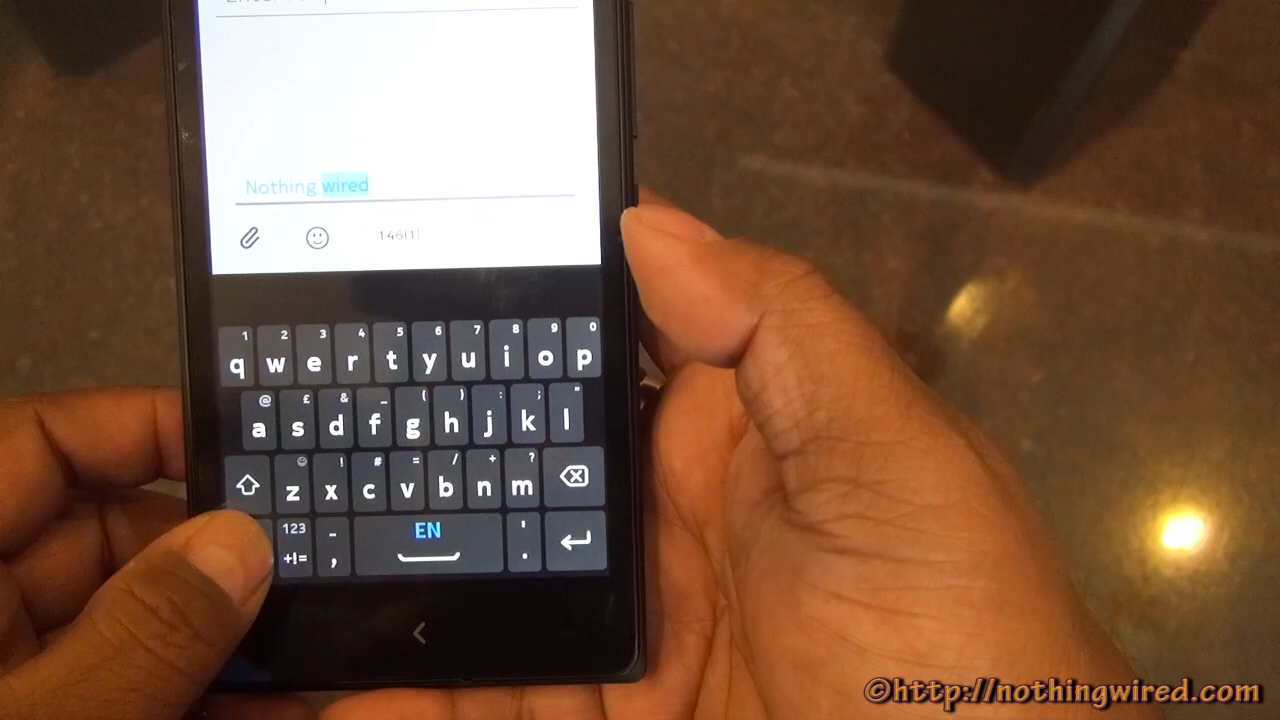 Enter
Nothing wired
146(1)
1 2 3 4 5 6 7 8 9 0
q w e r t y u i o p
@ £ & _ ( ) : ; "
a s d f g h j k l
! # = / + ?
z x c v b n m
123 - EN '
+!= , .
©http://nothingwired.com